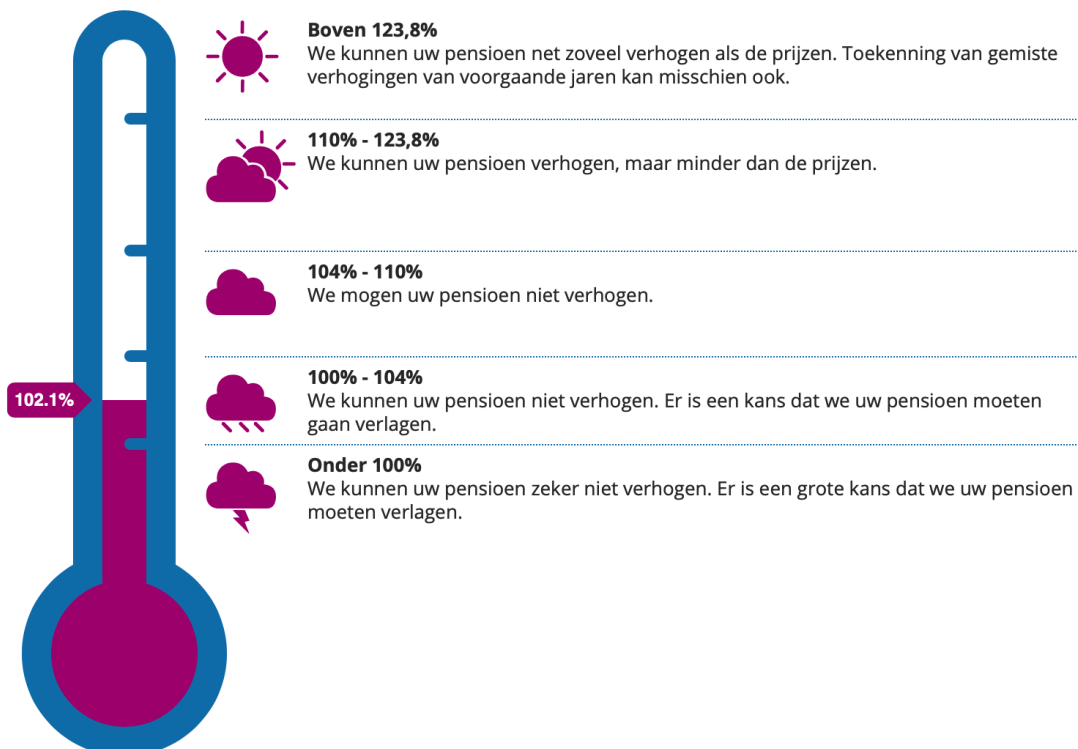 Boven 123,8%
We kunnen uw pensioen net zoveel verhogen als de prijzen. Toekenning van gemiste
verhogingen van voorgaande jaren kan misschien ook.
110% - 123,8%
We kunnen uw pensioen verhogen, maar minder dan de prijzen.
104% - 110%
We mogen uw pensioen niet verhogen.
102.1%
100% - 104%
We kunnen uw pensioen niet verhogen. Er is een kans dat we uw pensioen moeten
gaan verlagen.
Onder 100%
We kunnen uw pensioen zeker niet verhogen. Er is een grote kans dat we uw pensioen
moeten verlagen.